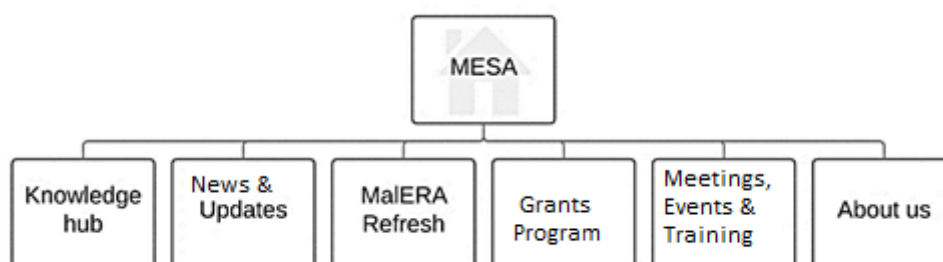 MESA
Knowledge
hub
News &
Updates
MalERA
Refresh
Grants
Program
Meetings,
Events &
Training
About us